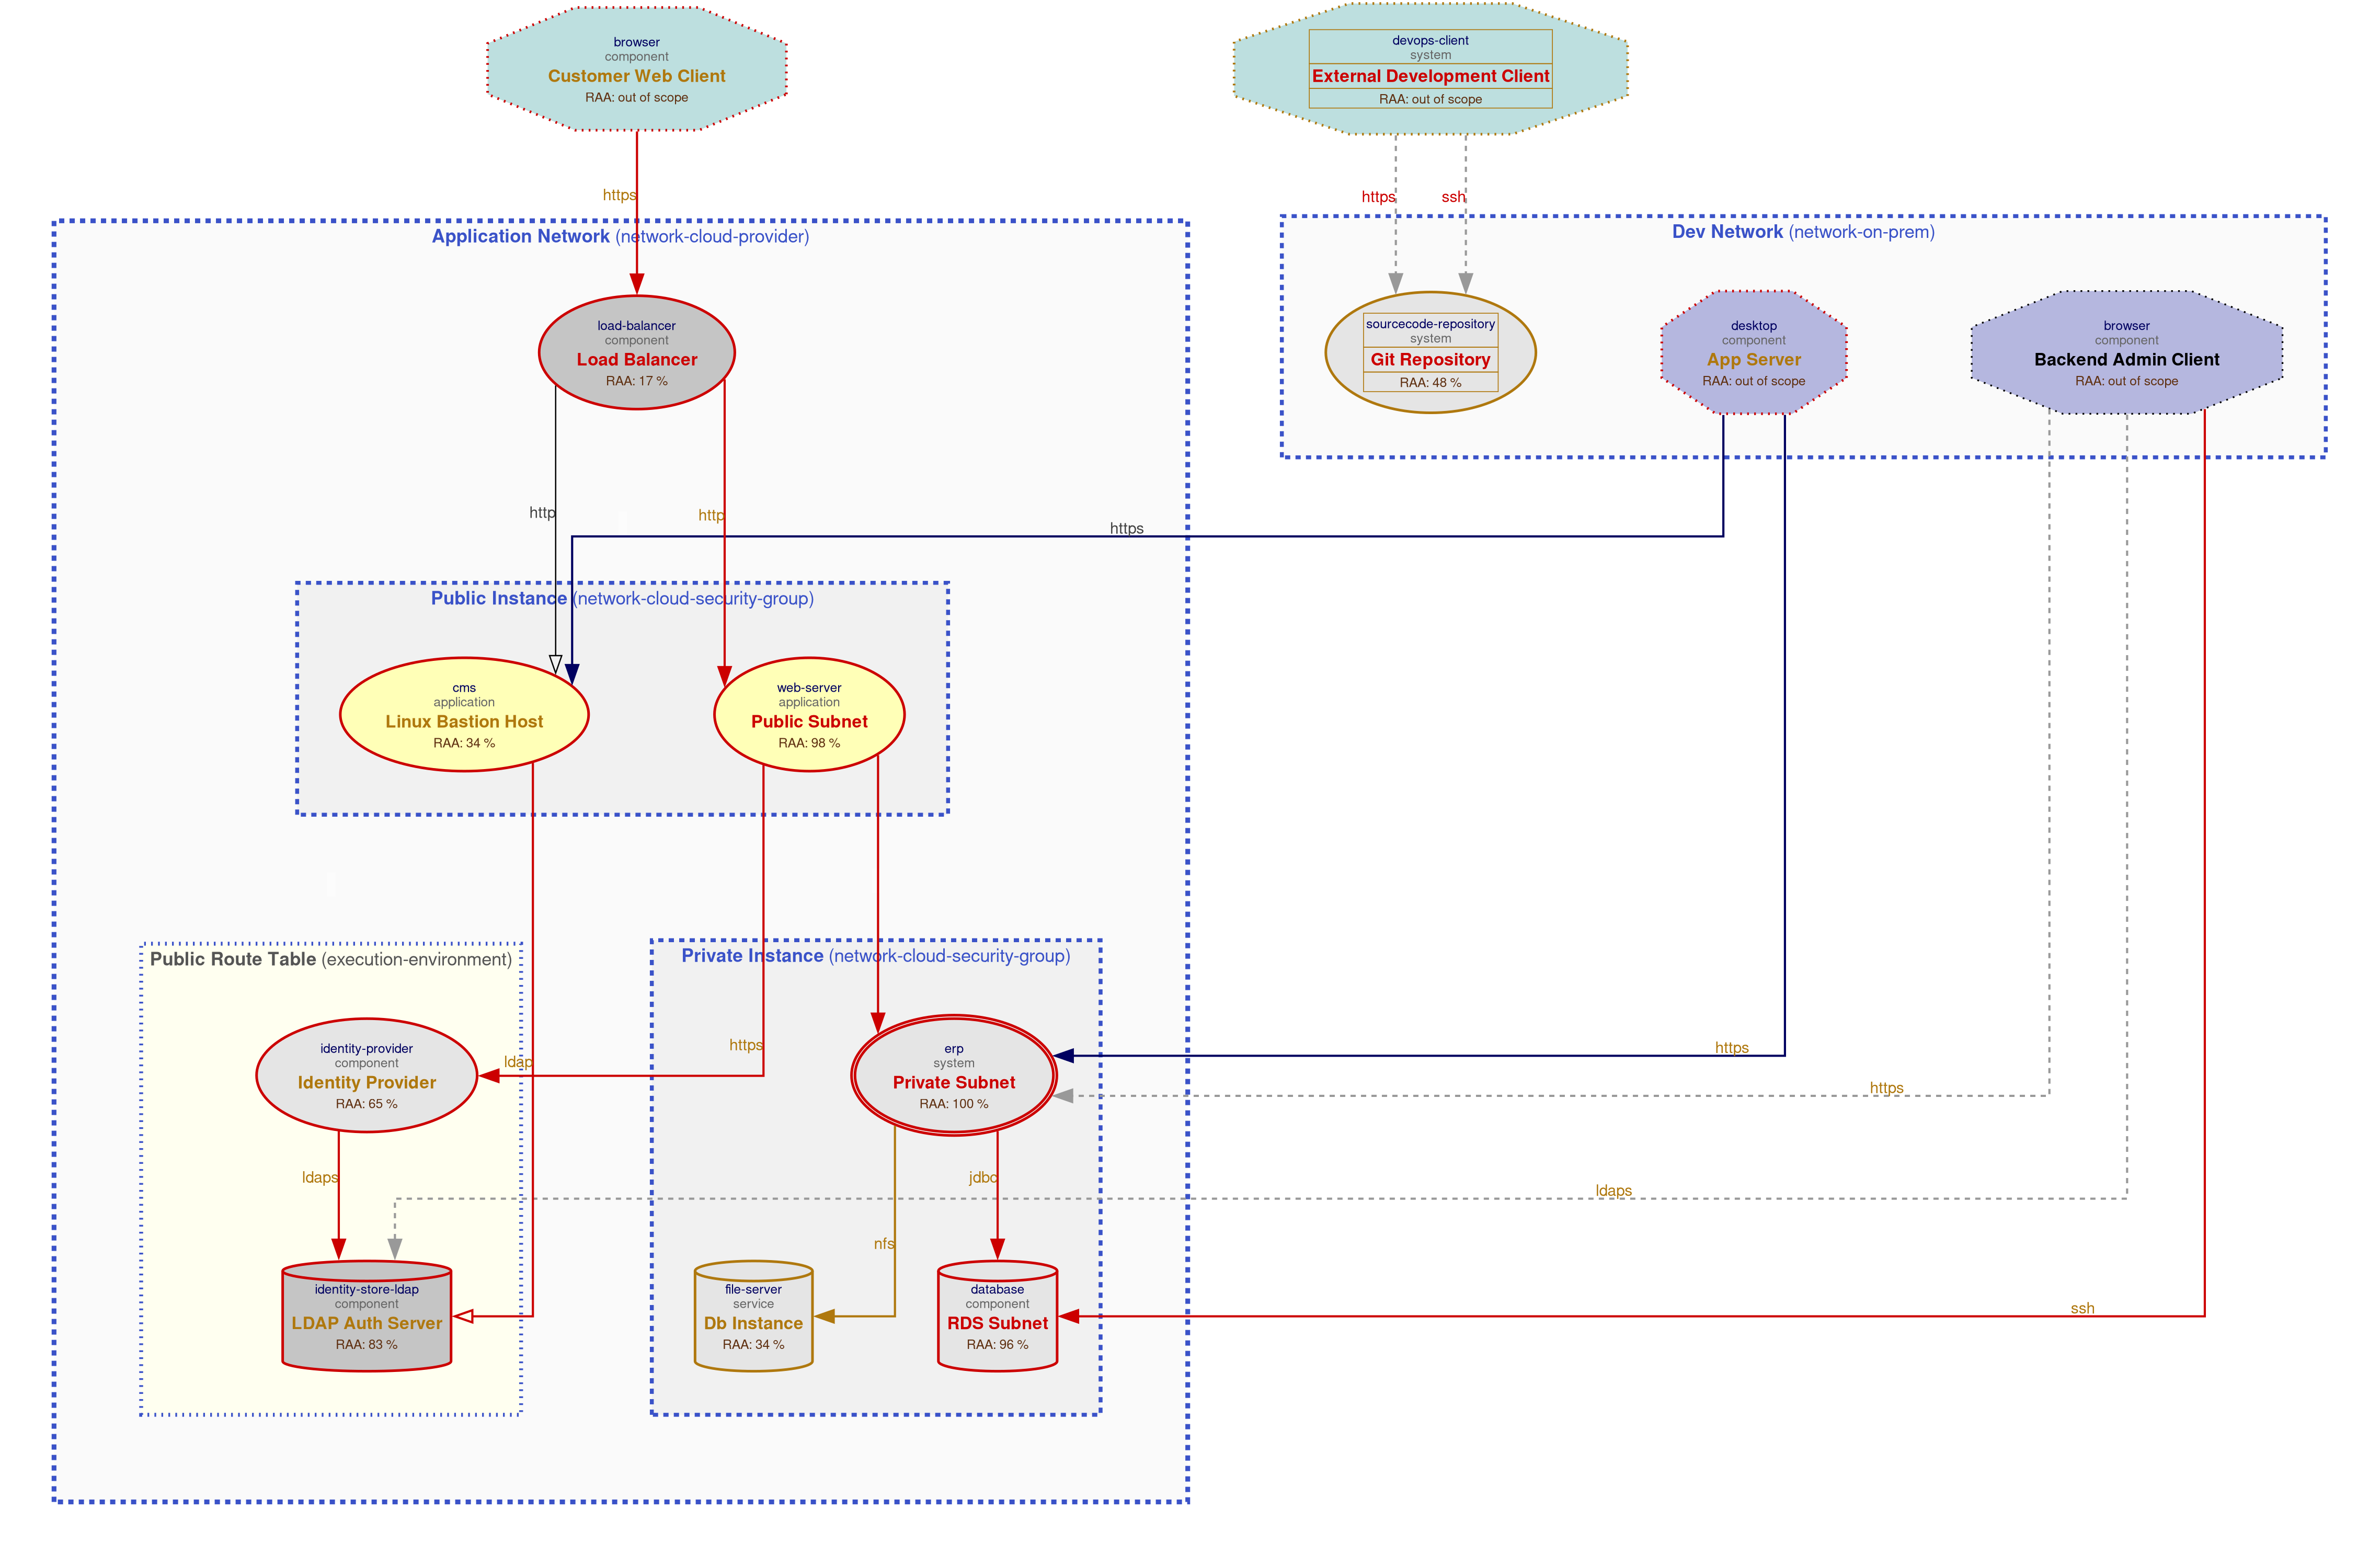 browser
component
Customer Web Client
RAA: out of scope
devops-client
system
External Development Client
RAA: out of scope
https
https
ssh
Application Network (network-cloud-provider)
Dev Network (network-on-prem)
load-balancer
component
Load Balancer
RAA: 17 %
sourcecode-repository
system
Git Repository
RAA: 48 %
desktop
component
App Server
RAA: out of scope
browser
component
Backend Admin Client
RAA: out of scope
http
http
https
Public Instance (network-cloud-security-group)
cms
application
Linux Bastion Host
RAA: 34 %
web-server
application
Public Subnet
RAA: 98 %
Public Route Table (execution-environment)
Private Instance (network-cloud-security-group)
identity-provider
component
Identity Provider
RAA: 65 %
ldap
https
erp
system
Private Subnet
RAA: 100 %
https
https
ldaps
jdbc
ldaps
nfs
identity-store-ldap
component
LDAP Auth Server
RAA: 83 %
file-server
service
Db Instance
RAA: 34 %
database
component
RDS Subnet
RAA: 96 %
ssh